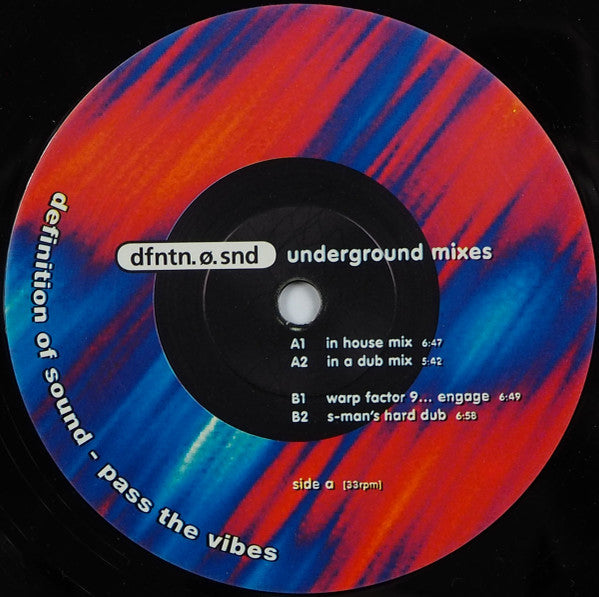 dfntn.ø.snd underground mixes
A1 in house mix 6:47
A2 in a dub mix 5:42
B1 warp factor 9... engage 6:49
B2 s-man's hard dub 6:58
side a [33rpm]
definition of sound - pass the vibes